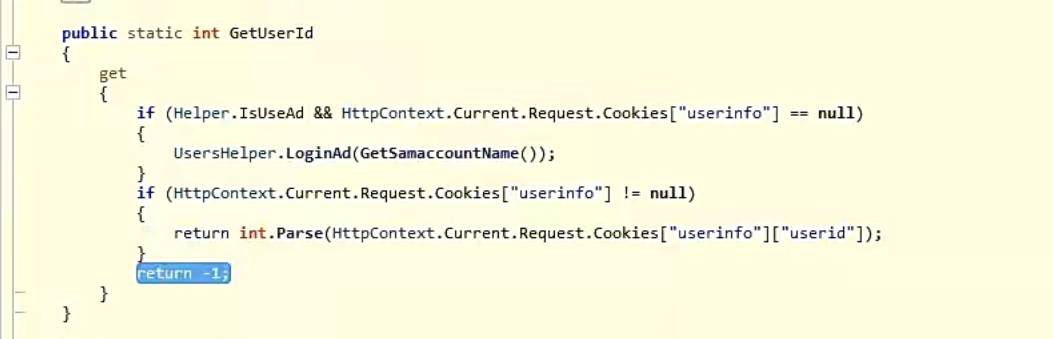 public static int GetUserId
{
get
{
if (Helper.IsUseAd && HttpContext.Current.Request.Cookies["userinfo"] == null)
{
UsersHelper.LoginAd(GetSamaccountName());
}
if (HttpContext.Current.Request.Cookies["userinfo"] != null)
{
return int.Parse(HttpContext.Current.Request.Cookies["userinfo"]["userid"]);
}
return -1;
}
}